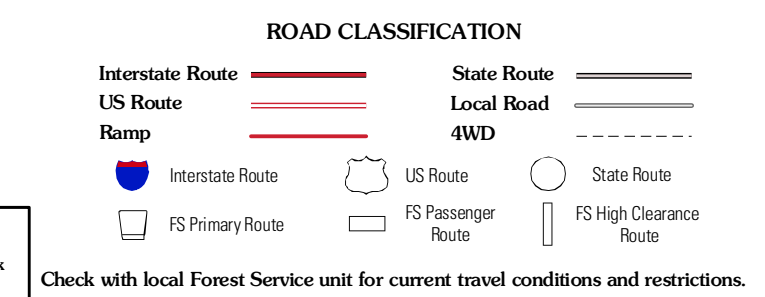 ROAD CLASSIFICATION
Interstate Route
State Route
US Route
Local Road
Ramp
4WD
Interstate Route
US Route
State Route
FS Primary Route
FS Passenger
Route
FS High Clearance
Route
Check with local Forest Service unit for current travel conditions and restrictions.